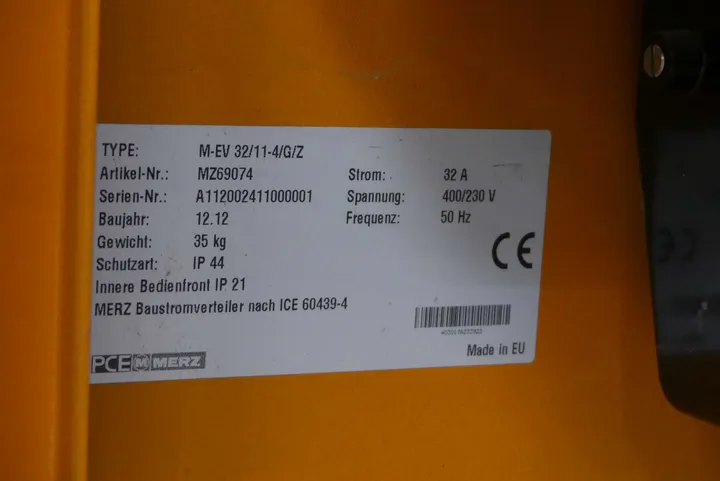 TYPE: M-EV 32/11-4/G/Z
Artikel-Nr.: MZ69074 Strom: 32 A
Serien-Nr.: A112002411000001 Spannung: 400/230 V
Baujahr: 12.12 Frequenz: 50 Hz
Gewicht: 35 kg
Schutzart: IP 44
Innere Bedienfront IP 21
MERZ Baustromverteiler nach ICE 60439-4
CE
Made in EU
PCE M MERZ